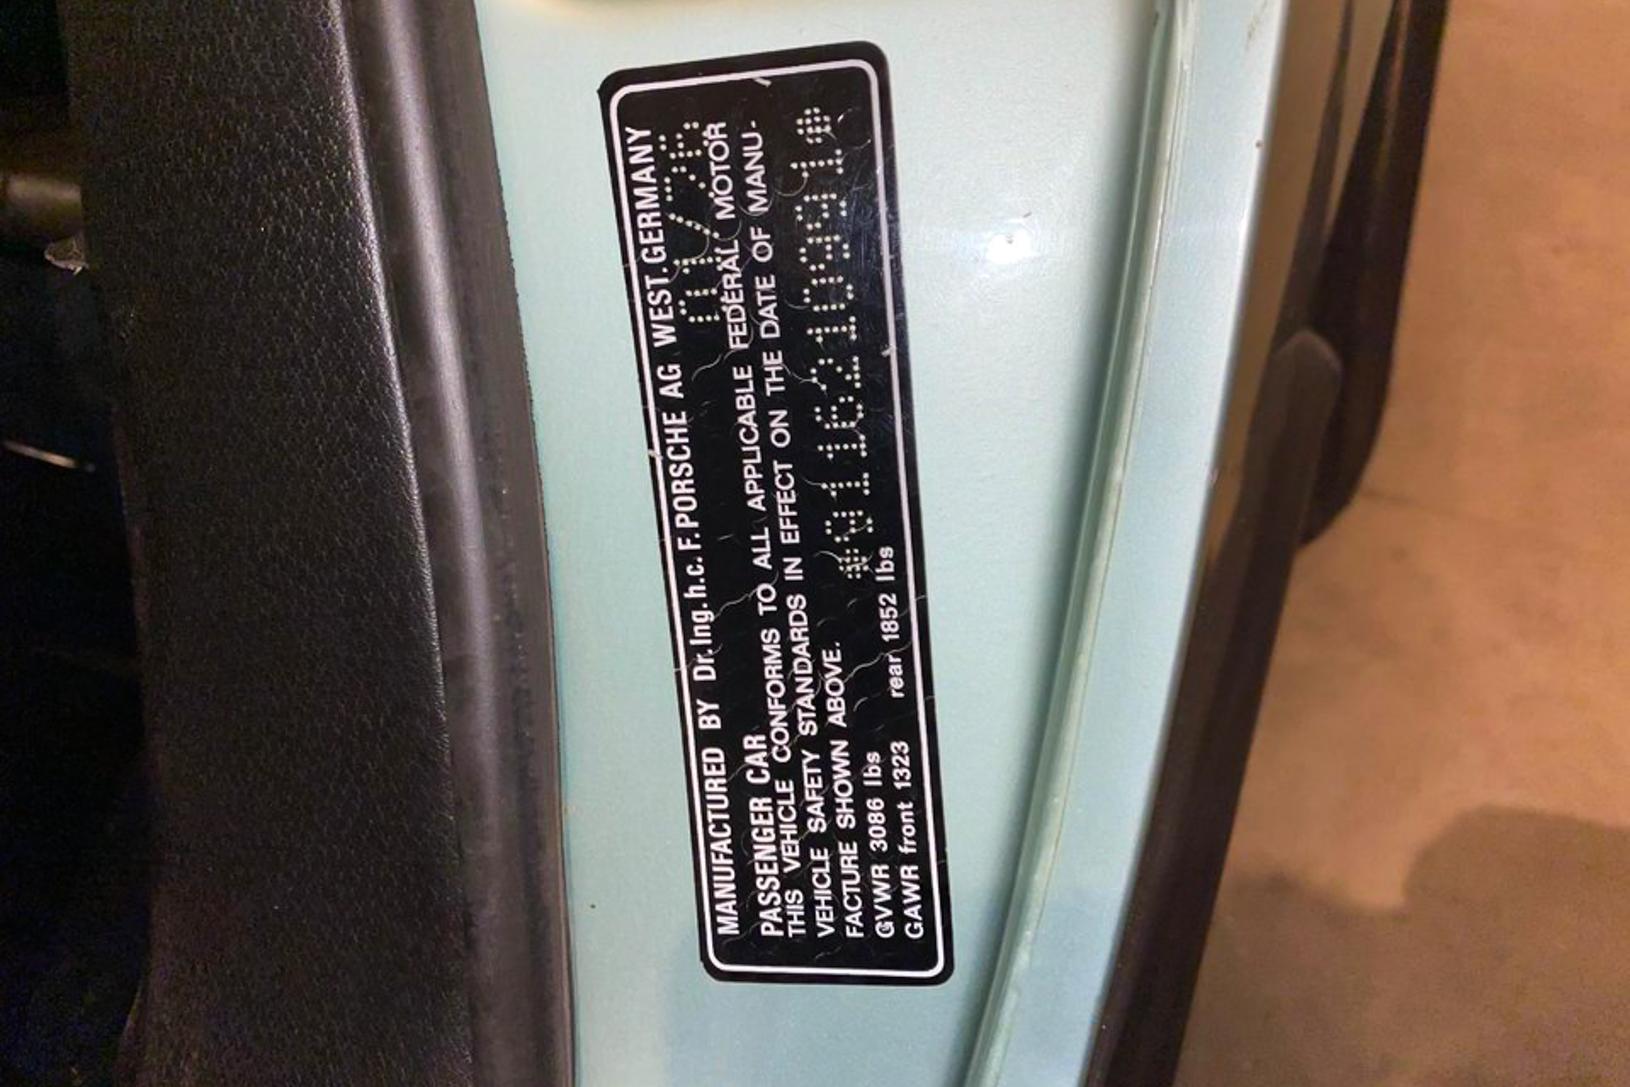 MANUFACTURED BY Dr.Ing.h.c.F.PORSCHE AG WEST.GERMANY
PASSENGER CAR 01/76
THIS VEHICLE CONFORMS TO ALL APPLICABLE FEDERAL MOTOR
VEHICLE SAFETY STANDARDS IN EFFECT ON THE DATE OF MANU-
FACTURE SHOWN ABOVE.
*9116210991*
GVWR 3086 lbs
GAWR front 1323 rear 1852 lbs